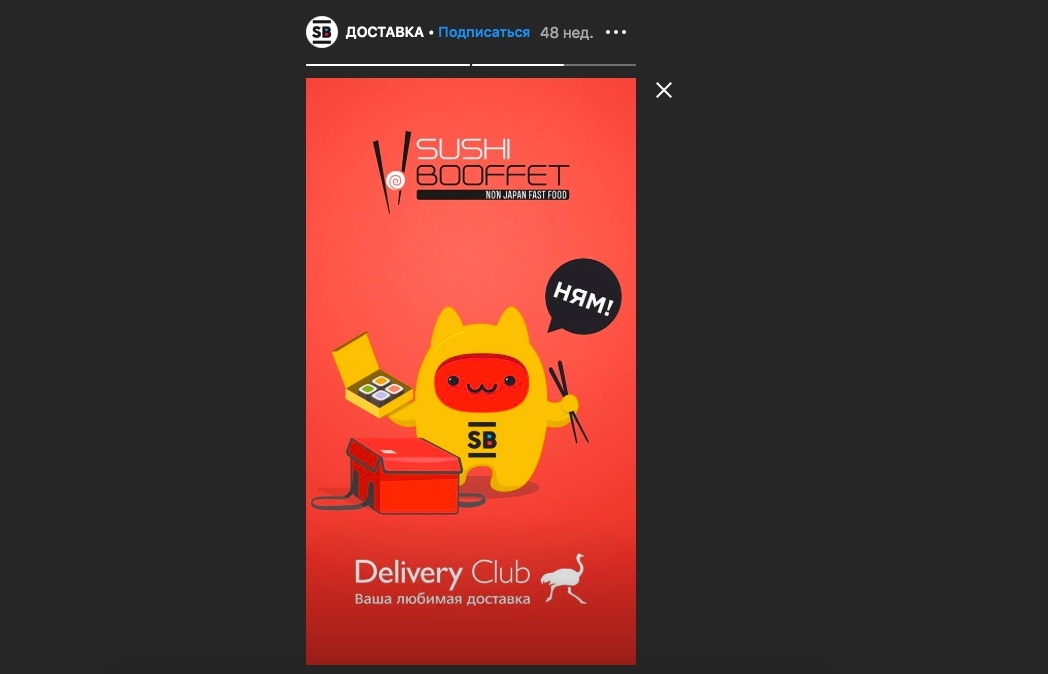 SB ДОСТАВКА • Подписаться 48 нед. •••
SUSHI
BOOFFET
NON JAPAN FAST FOOD
НЯМ!
SB
Delivery Club
Ваша любимая доставка